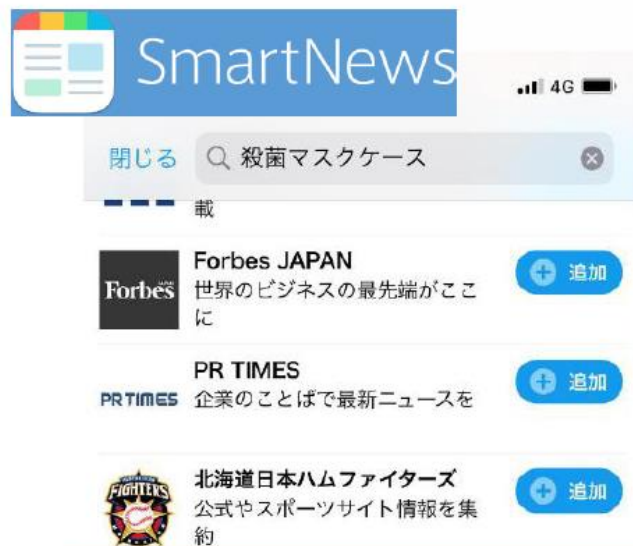 SmartNews
4G
閉じる 殺菌マスクケース
載
Forbes JAPAN
Forbes JAPAN
世界のビジネスの最先端がここ
に
追加
PR TIMES
PR TIMES
企業のことばで最新ニュースを
追加
FIGHTERS
北海道日本ハムファイターズ
公式やスポーツサイト情報を集
約
追加